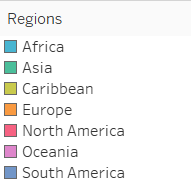 Regions
Africa
Asia
Caribbean
Europe
North America
Oceania
South America